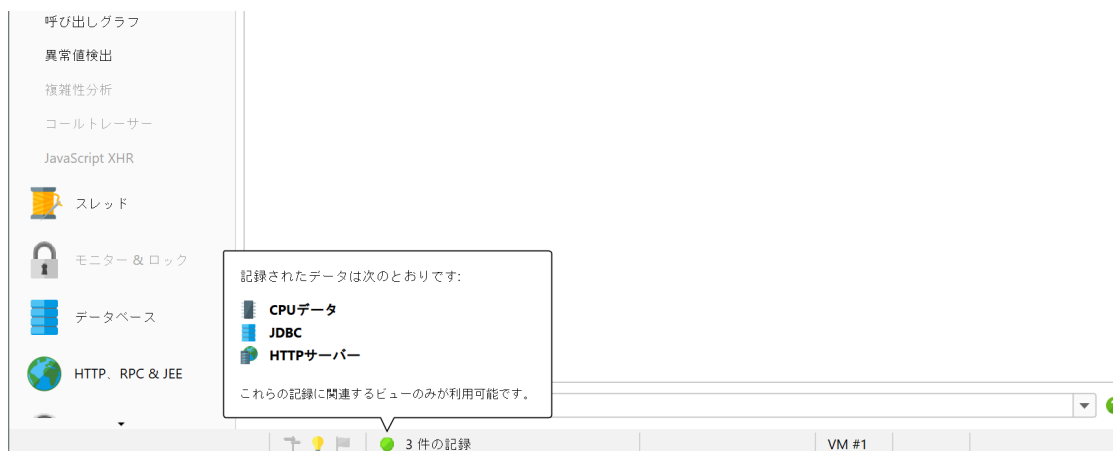 呼び出しグラフ
異常値検出
複雑性分析
コールトレーサー
JavaScript XHR
スレッド
モニター & ロック
データベース
HTTP、RPC & JEE
記録されたデータは次のとおりです:
CPUデータ
JDBC
HTTPサーバー
これらの記録に関連するビューのみが利用可能です。
3 件の記録
VM #1